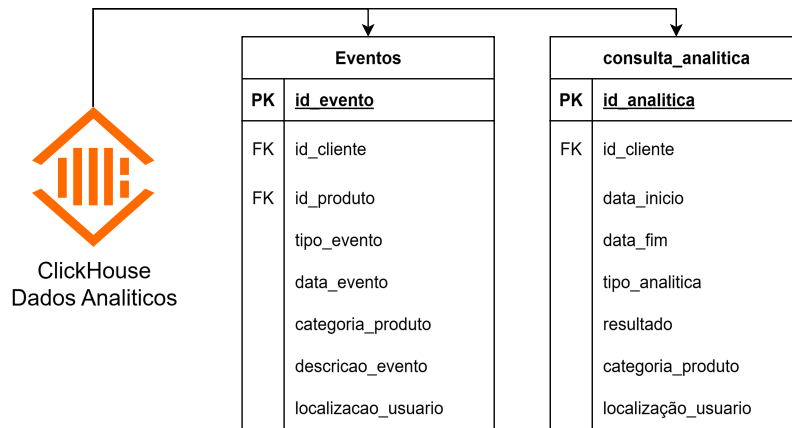 Eventos
PK id_evento
FK id_cliente
FK id_produto
tipo_evento
data_evento
categoria_produto
descricao_evento
localizacao_usuario
consulta_analitica
PK id_analitica
FK id_cliente
data_inicio
data_fim
tipo_analitica
resultado
categoria_produto
localização_usuario
ClickHouse
Dados Analiticos